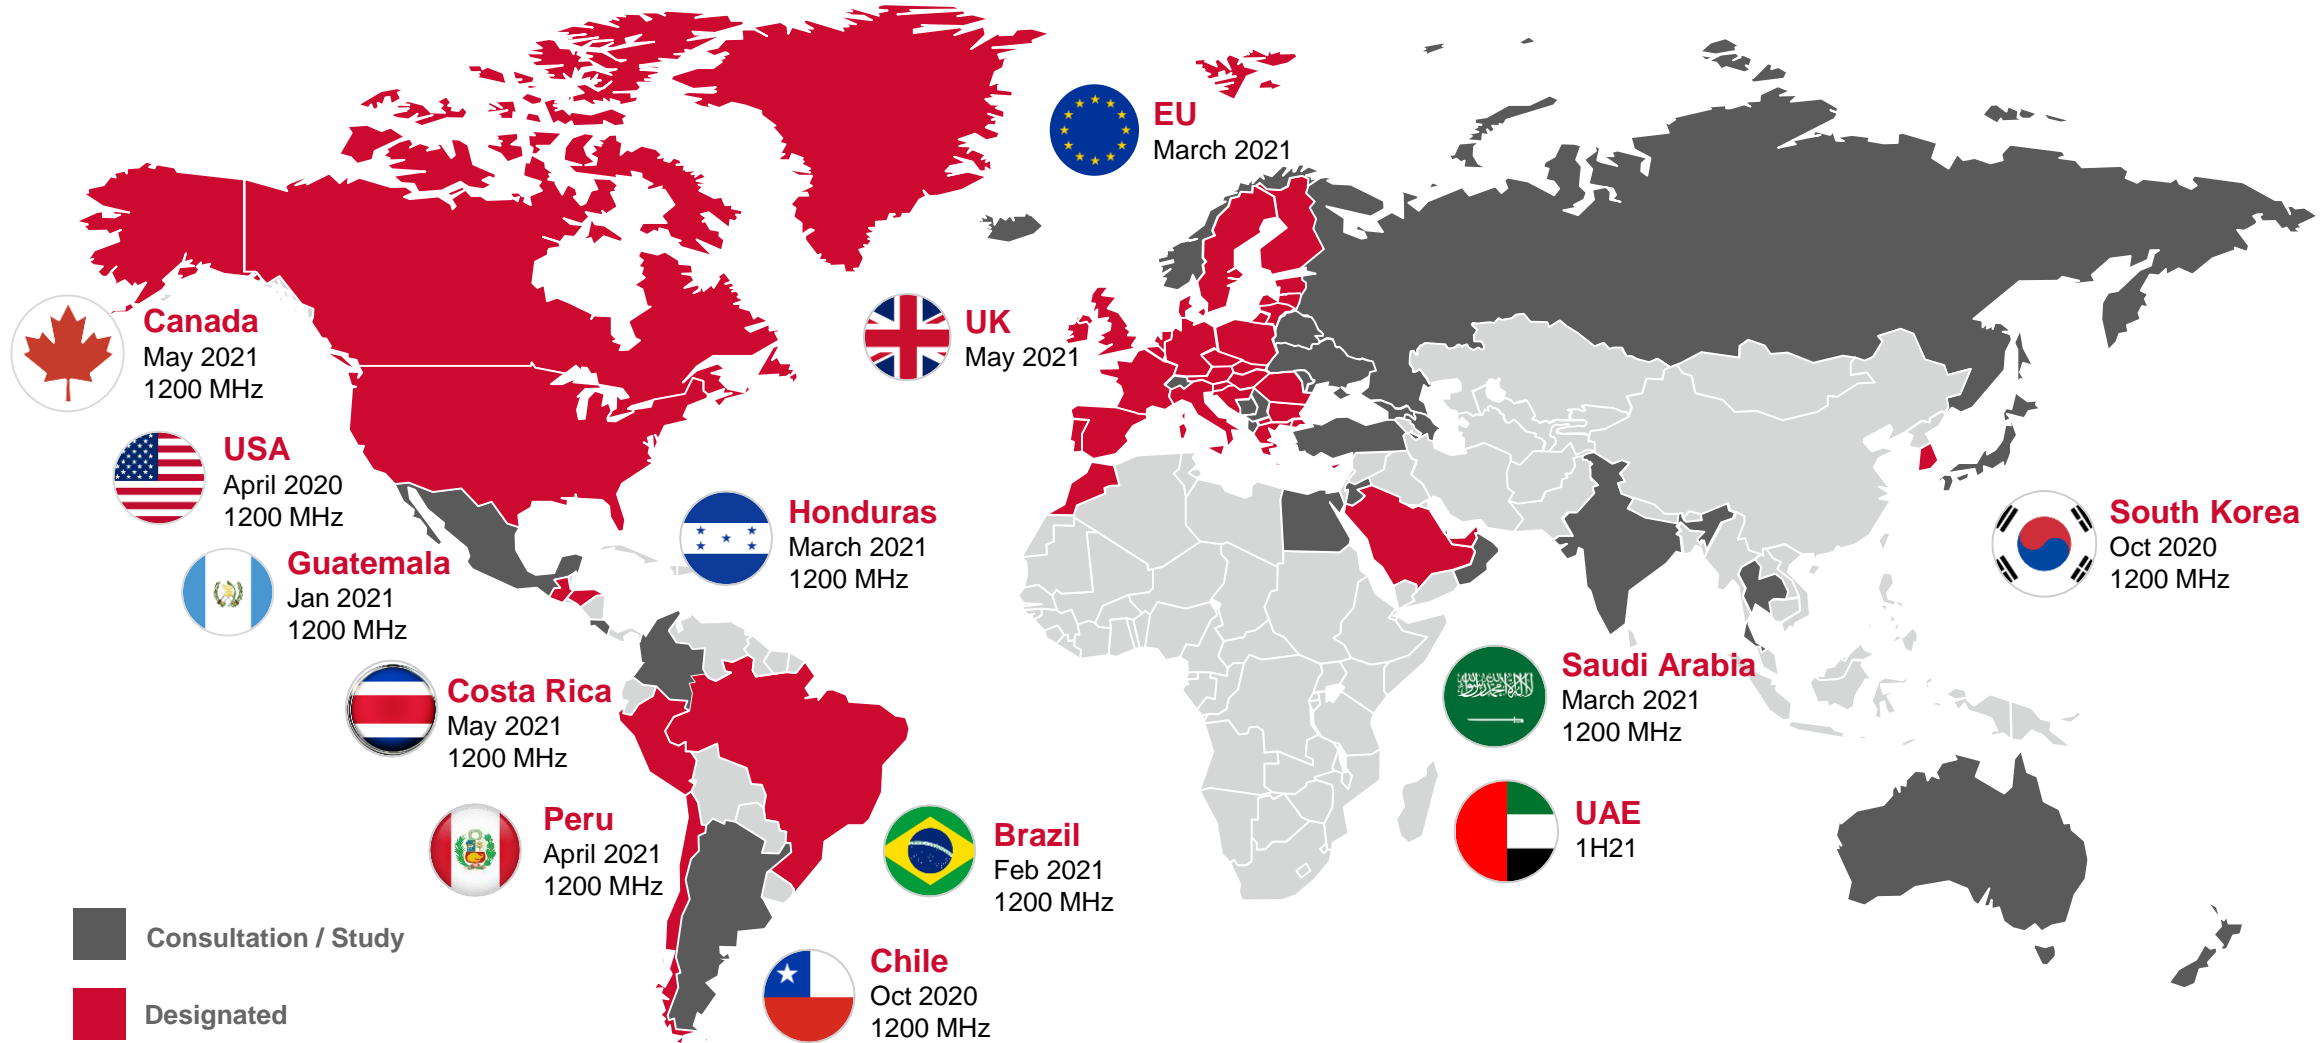 EU
March 2021
Canada
May 2021
1200 MHz
UK
May 2021
USA
April 2020
1200 MHz
Honduras
March 2021
1200 MHz
South Korea
Oct 2020
1200 MHz
Guatemala
Jan 2021
1200 MHz
Costa Rica
May 2021
1200 MHz
Saudi Arabia
March 2021
1200 MHz
Peru
April 2021
1200 MHz
Brazil
Feb 2021
1200 MHz
UAE
1H21
Consultation / Study
Chile
Oct 2020
1200 MHz
Designated